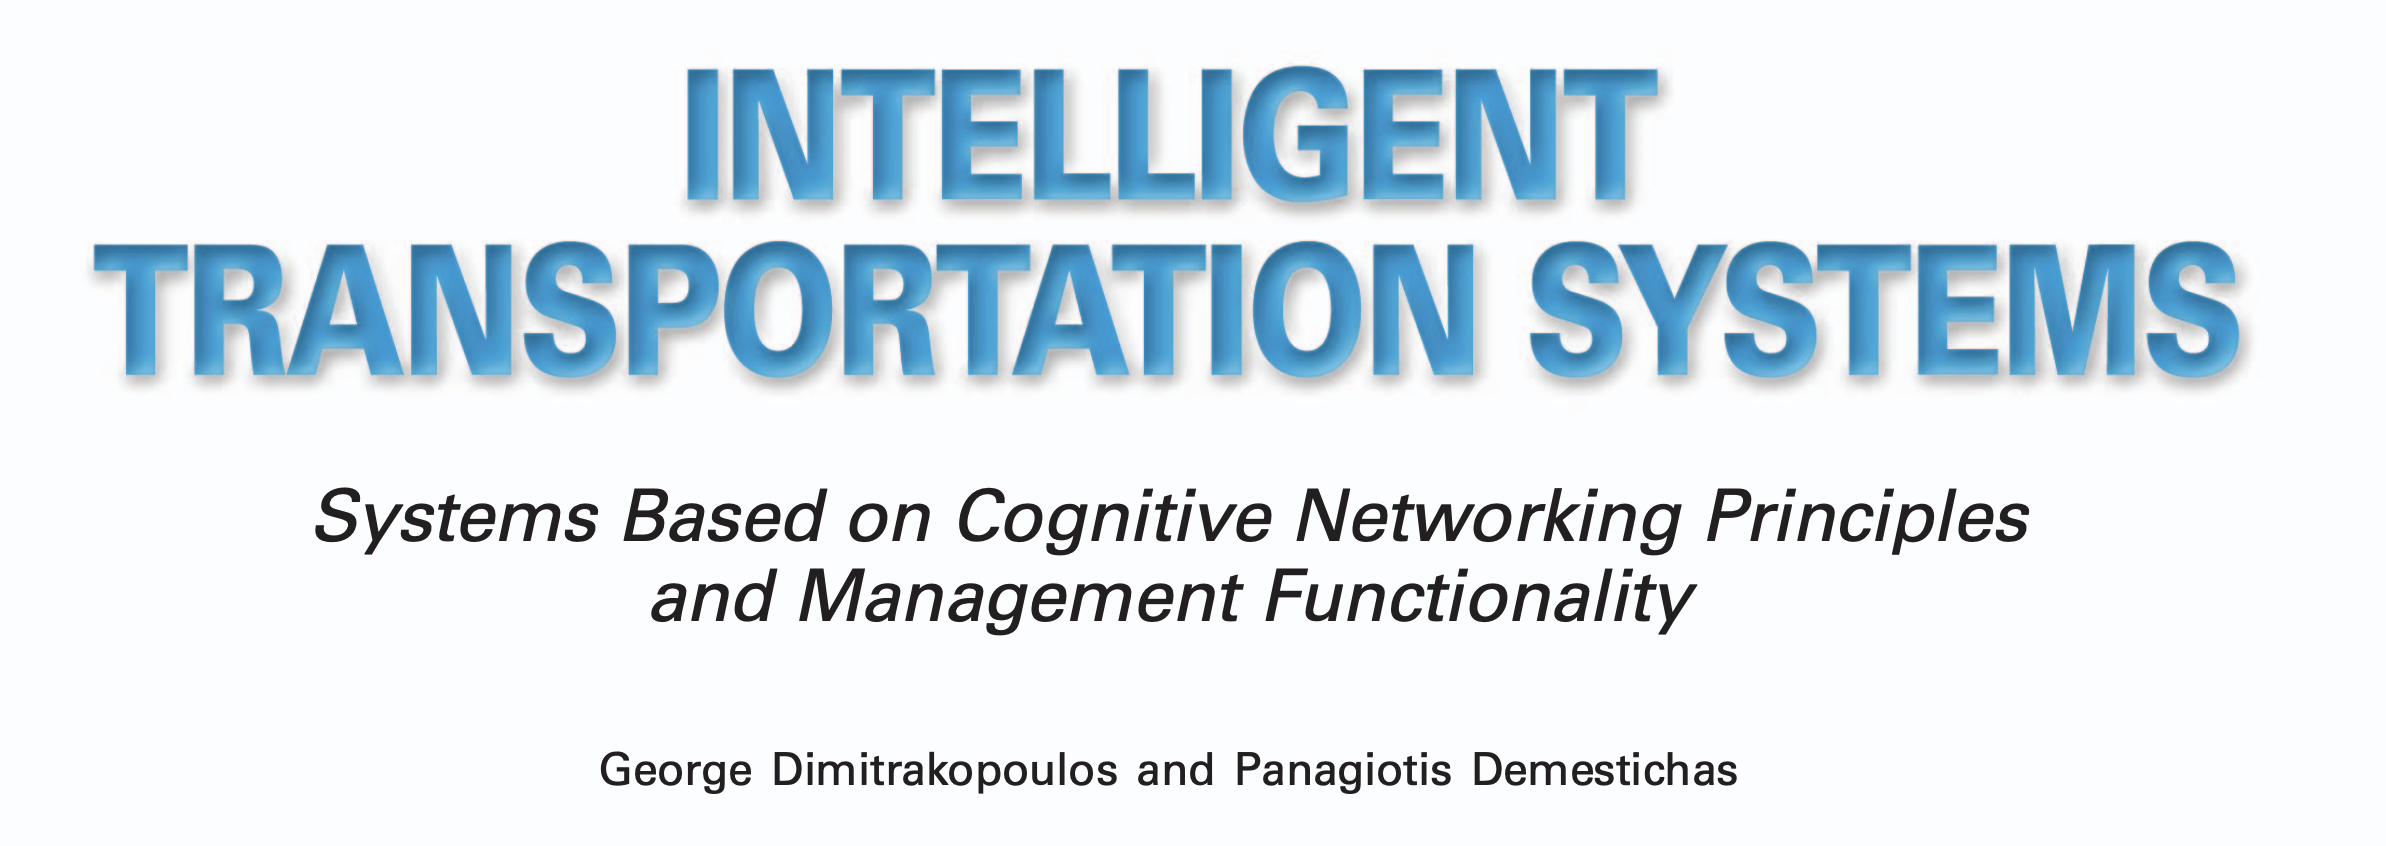 INTELLIGENT
TRANSPORTATION SYSTEMS
Systems Based on Cognitive Networking Principles
and Management Functionality
George Dimitrakopoulos and Panagiotis Demestichas